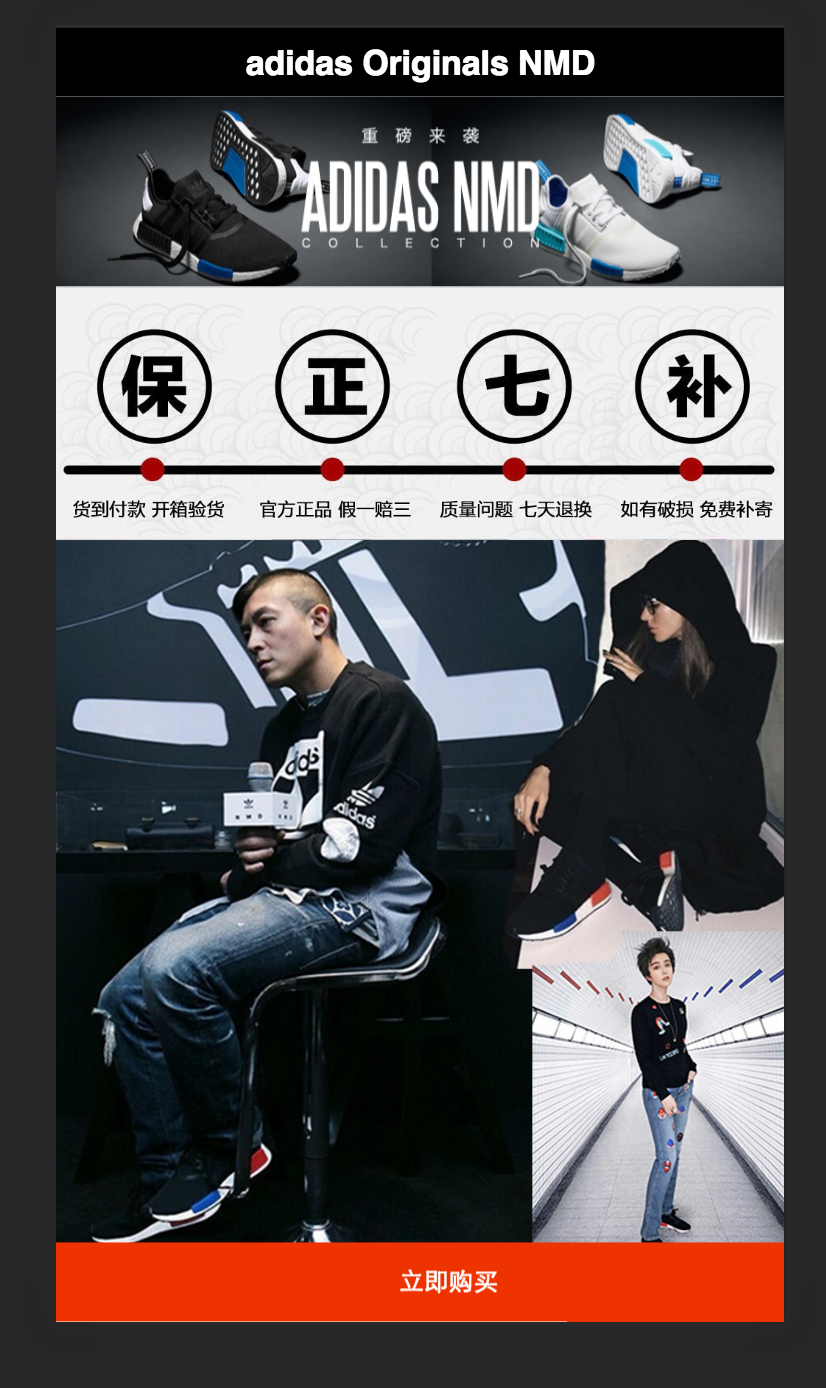 adidas Originals NMD
重磅来袭
ADIDAS NMD
COLLECTION
保 正 七 补
货到付款 开箱验货 官方正品 假一赔三 质量问题 七天退换 如有破损 免费补寄
adidas
NMD
立即购买